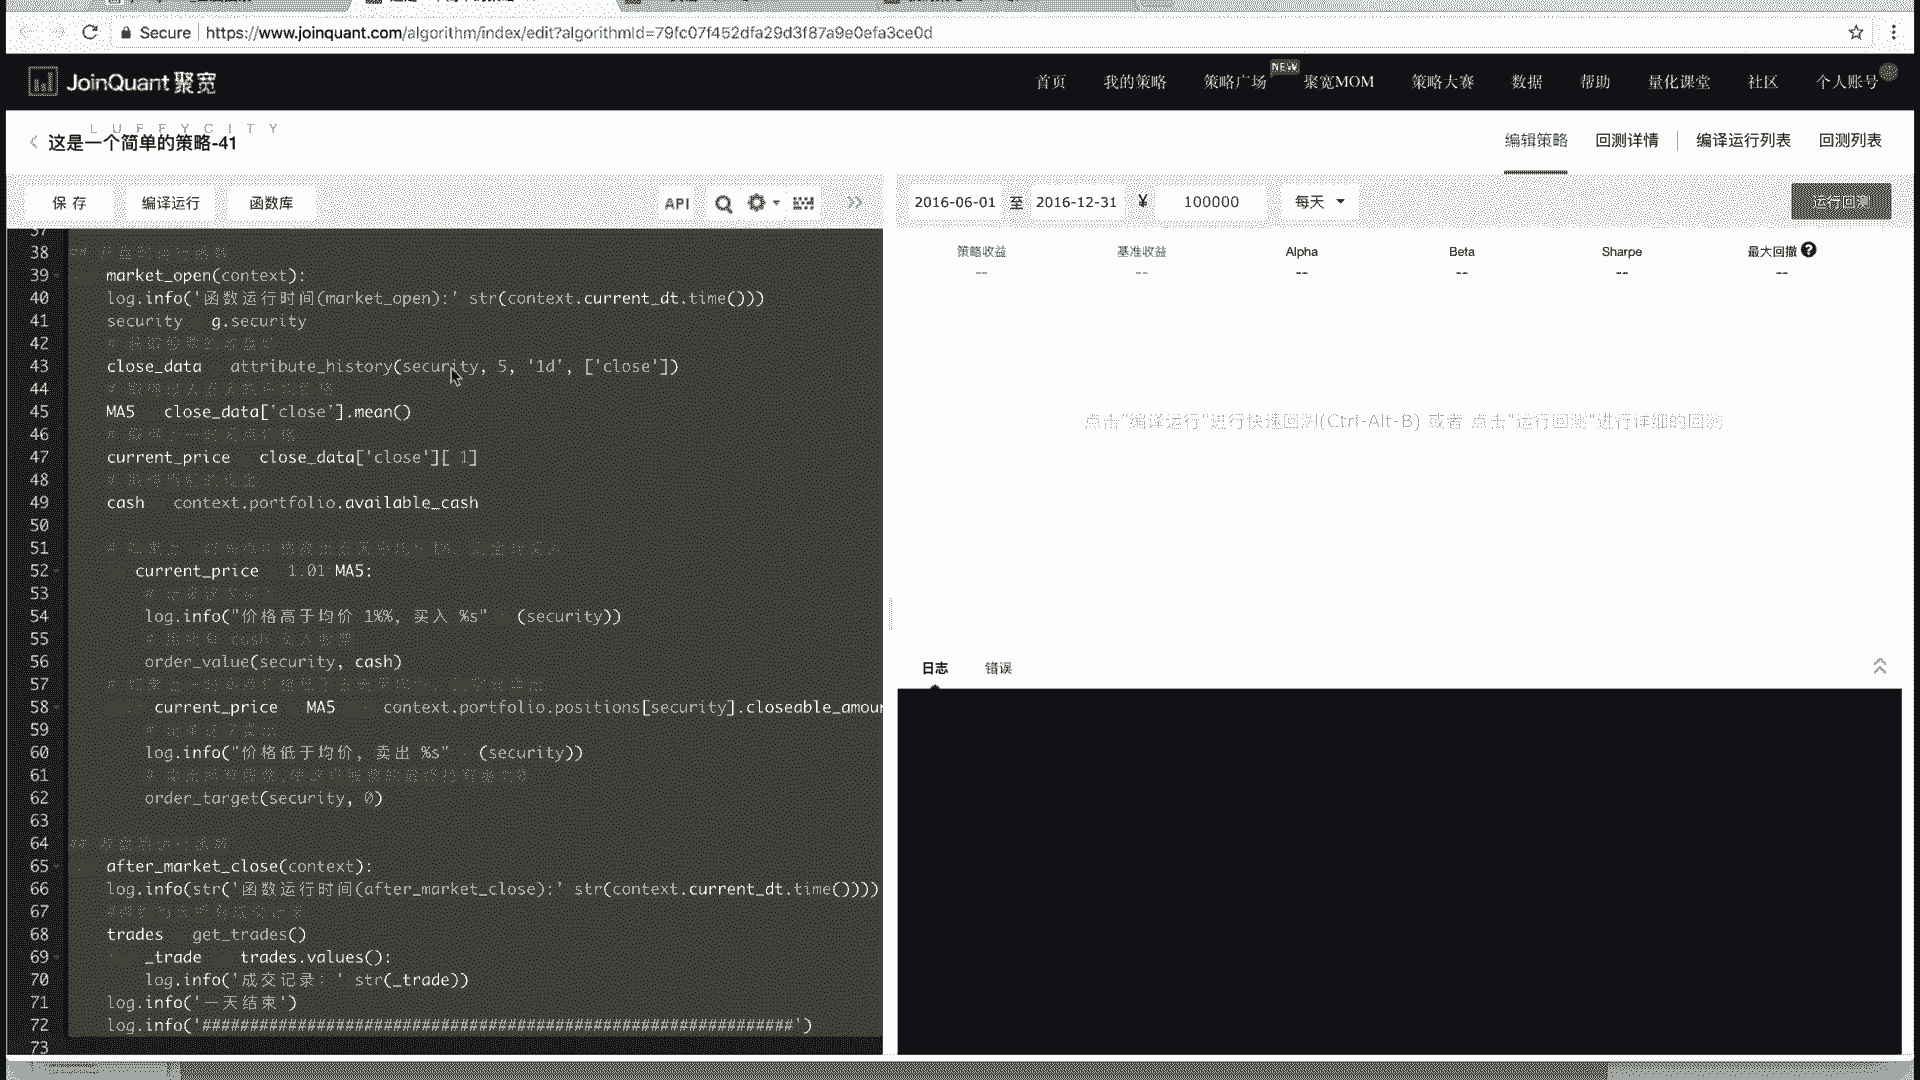 Secure https://www.joinquant.com/algorithm/index/edit?algorithmId=79fc07f452dfa29d3f87a9e0efa3ce0d
JoinQuant 聚宽 首页 我的策略 策略广场 NEW 聚宽MOM 策略大赛 数据 帮助 量化课堂 社区 个人账号
LUFFYCITY
这是一个简单的策略-41 编辑策略 回测详情 编译运行列表 回测列表
保存 编译运行 函数库 API 2016-06-01 至 2016-12-31 ¥ 100000 每天 运行回测
策略收益 基准收益 Alpha Beta Sharpe 最大回撤
-- -- -- -- -- --
点击"编译运行"进行快速回测(Ctrl-Alt-B) 或者 点击"运行回测"进行详细的回测
日志 错误
37
38
39 market_open(context):
40 log.info('函数运行时间(market_open):' str(context.current_dt.time()))
41 security g.security
42
43 close_data attribute_history(security, 5, '1d', ['close'])
44
45 MA5 close_data['close'].mean()
46
47 current_price close_data['close'][ 1]
48
49 cash context.portfolio.available_cash
50
51
52 current_price 1.01 MA5:
53
54 log.info("价格高于均价 1%%, 买入 %s" (security))
55
56 order_value(security, cash)
57
58 current_price MA5 context.portfolio.positions[security].closeable_amour
59
60 log.info("价格低于均价, 卖出 %s" (security))
61
62 order_target(security, 0)
63
64
65 after_market_close(context):
66 log.info(str('函数运行时间(after_market_close):' str(context.current_dt.time())))
67
68 trades get_trades()
69 _trade trades.values():
70 log.info('成交记录：' str(_trade))
71 log.info('一天结束')
72 log.info('##############################################################')
73